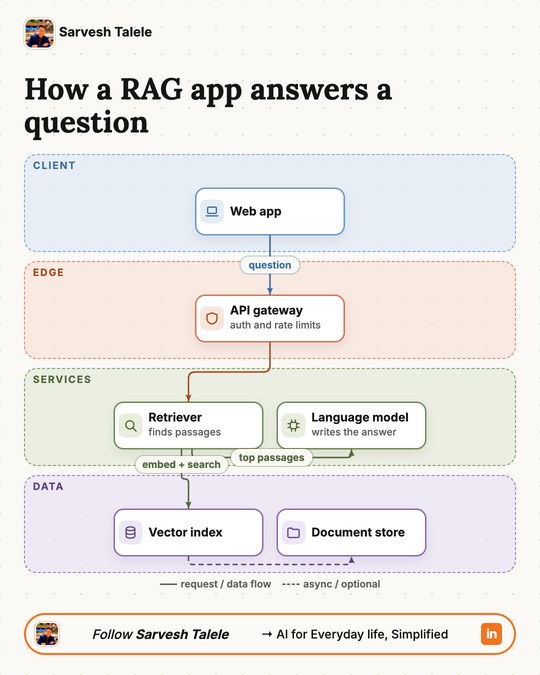 Sarvesh Talele
How a RAG app answers a
question
CLIENT
Web app
question
EDGE
API gateway
auth and rate limits
SERVICES
Retriever
finds passages
Language model
writes the answer
embed + search
top passages
DATA
Vector index
Document store
request / data flow
async / optional
Follow Sarvesh Talele
→ AI for Everyday life, Simplified
in